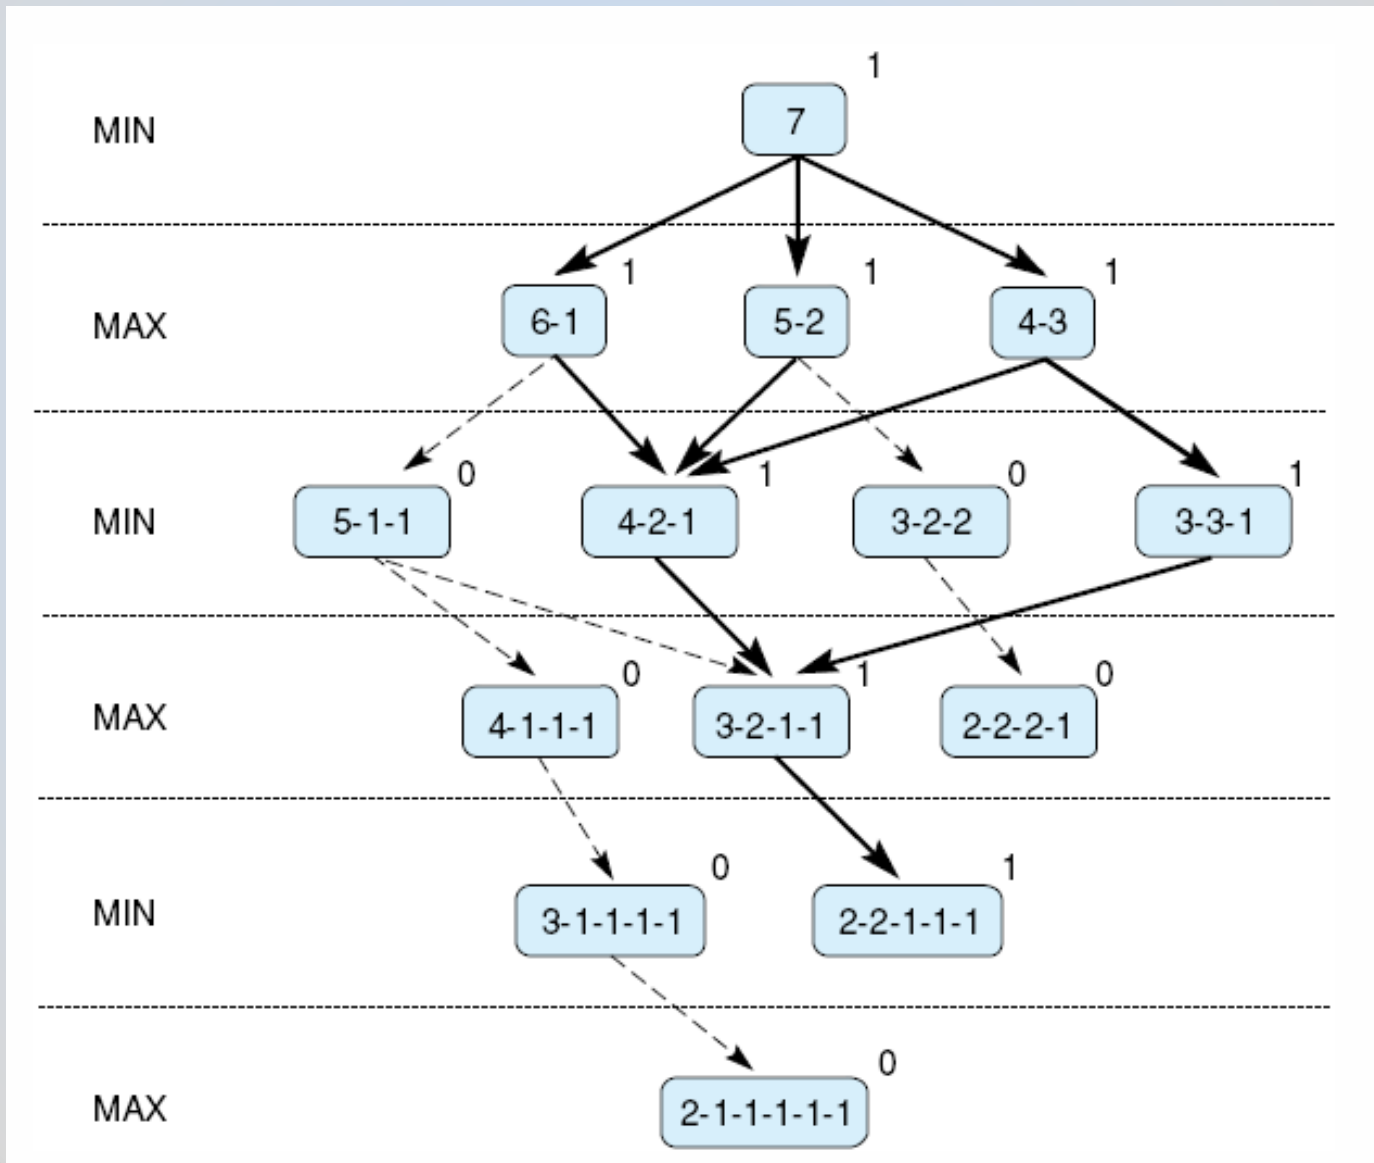 1
MIN 7
1 1 1
MAX 6-1 5-2 4-3
0 1 0 1
MIN 5-1-1 4-2-1 3-2-2 3-3-1
0 1 0
MAX 4-1-1-1 3-2-1-1 2-2-2-1
0 1
MIN 3-1-1-1-1 2-2-1-1-1
0
MAX 2-1-1-1-1-1